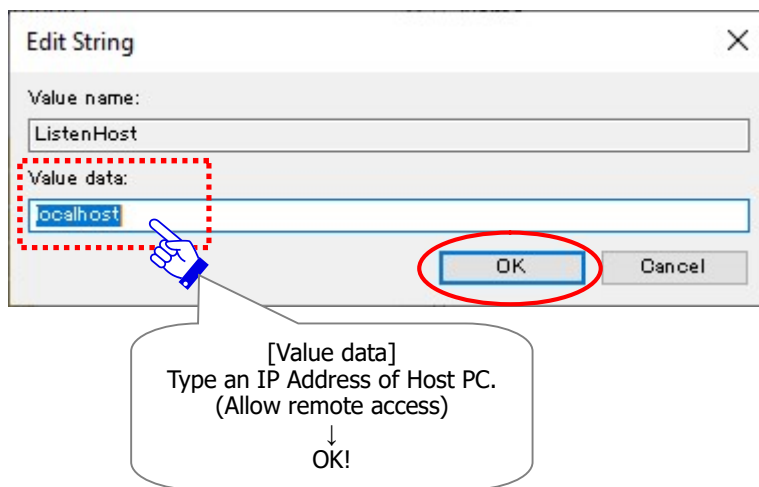 Edit String
Value name:
ListenHost
Value data:
localhost
OK
Cancel
[Value data]
Type an IP Address of Host PC.
(Allow remote access)
↓
OK!